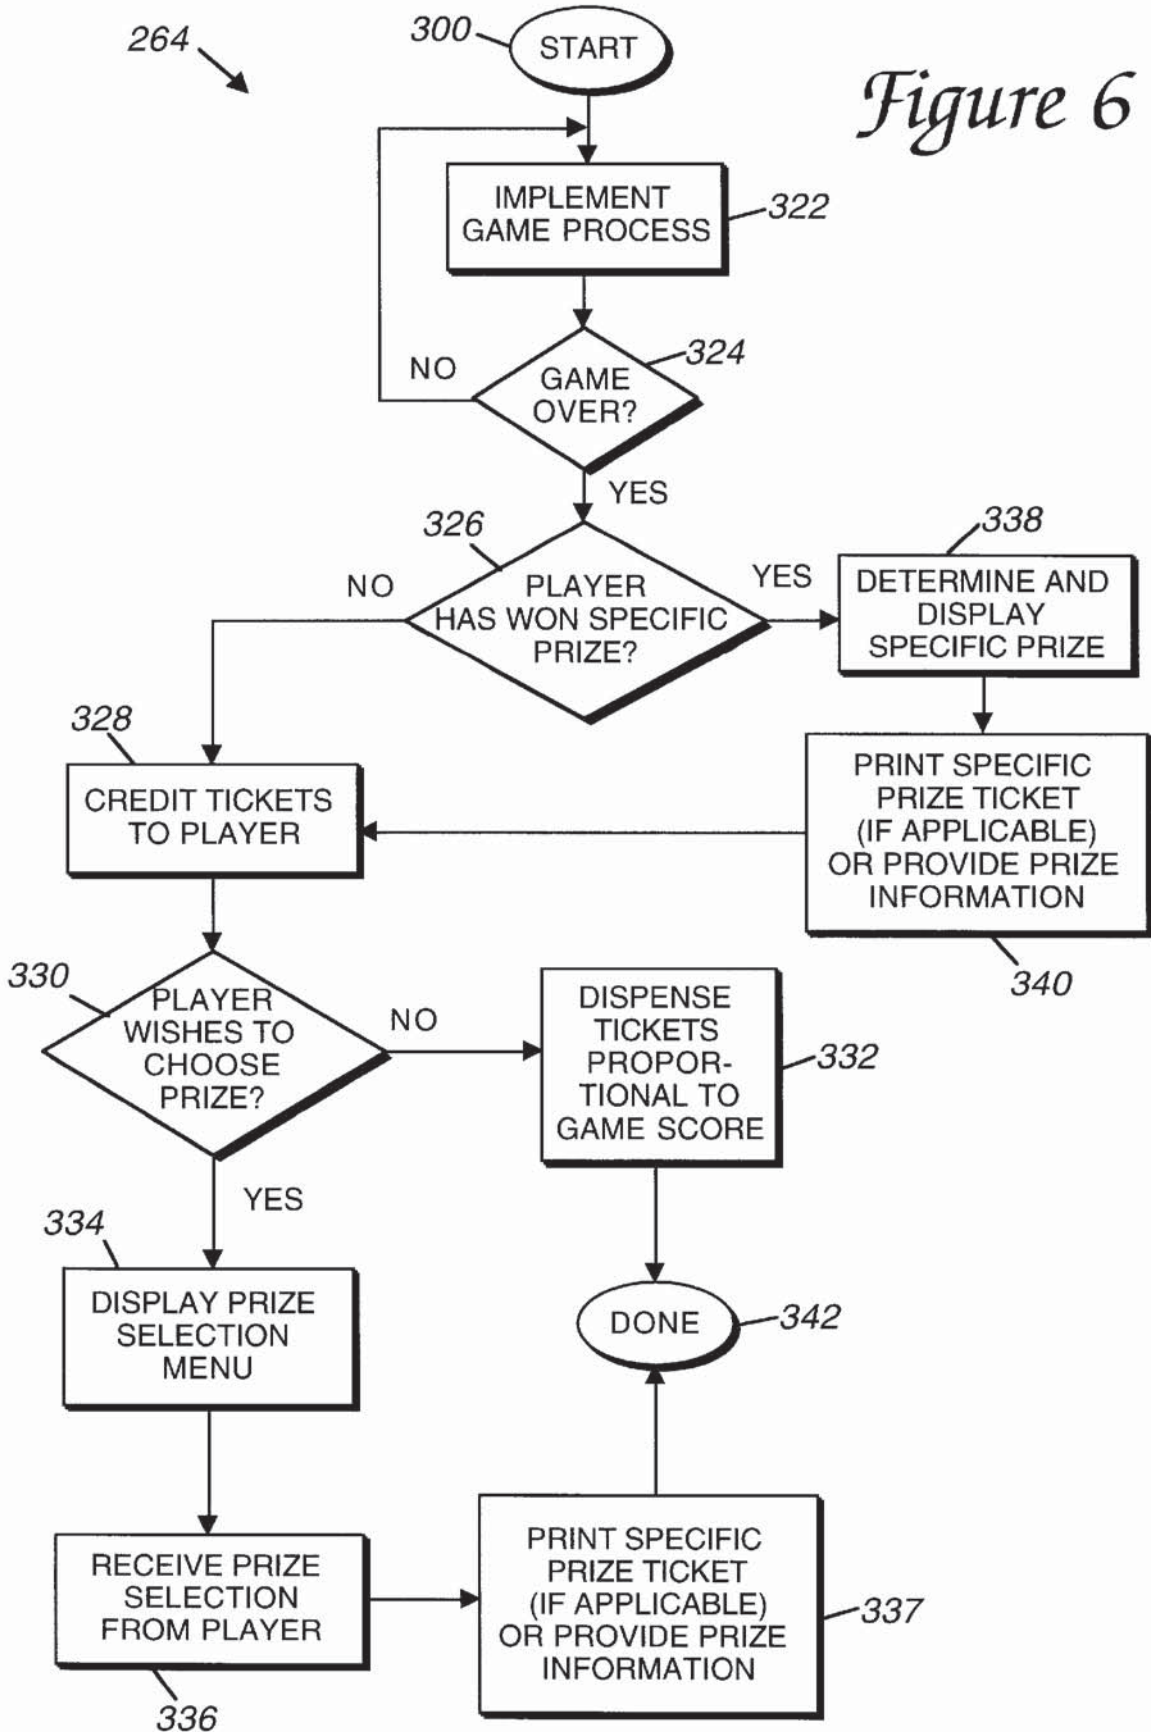 264
300
START
Figure 6
IMPLEMENT
GAME PROCESS
322
324
NO
GAME
OVER?
YES
326
338
NO
PLAYER
HAS WON SPECIFIC
PRIZE?
YES
DETERMINE AND
DISPLAY
SPECIFIC PRIZE
328
CREDIT TICKETS
TO PLAYER
PRINT SPECIFIC
PRIZE TICKET
(IF APPLICABLE)
OR PROVIDE PRIZE
INFORMATION
340
330
PLAYER
WISHES TO
CHOOSE
PRIZE?
NO
DISPENSE
TICKETS
PROPOR-
TIONAL TO
GAME SCORE
332
YES
334
DISPLAY PRIZE
SELECTION
MENU
DONE
342
RECEIVE PRIZE
SELECTION
FROM PLAYER
336
PRINT SPECIFIC
PRIZE TICKET
(IF APPLICABLE)
OR PROVIDE PRIZE
INFORMATION
337